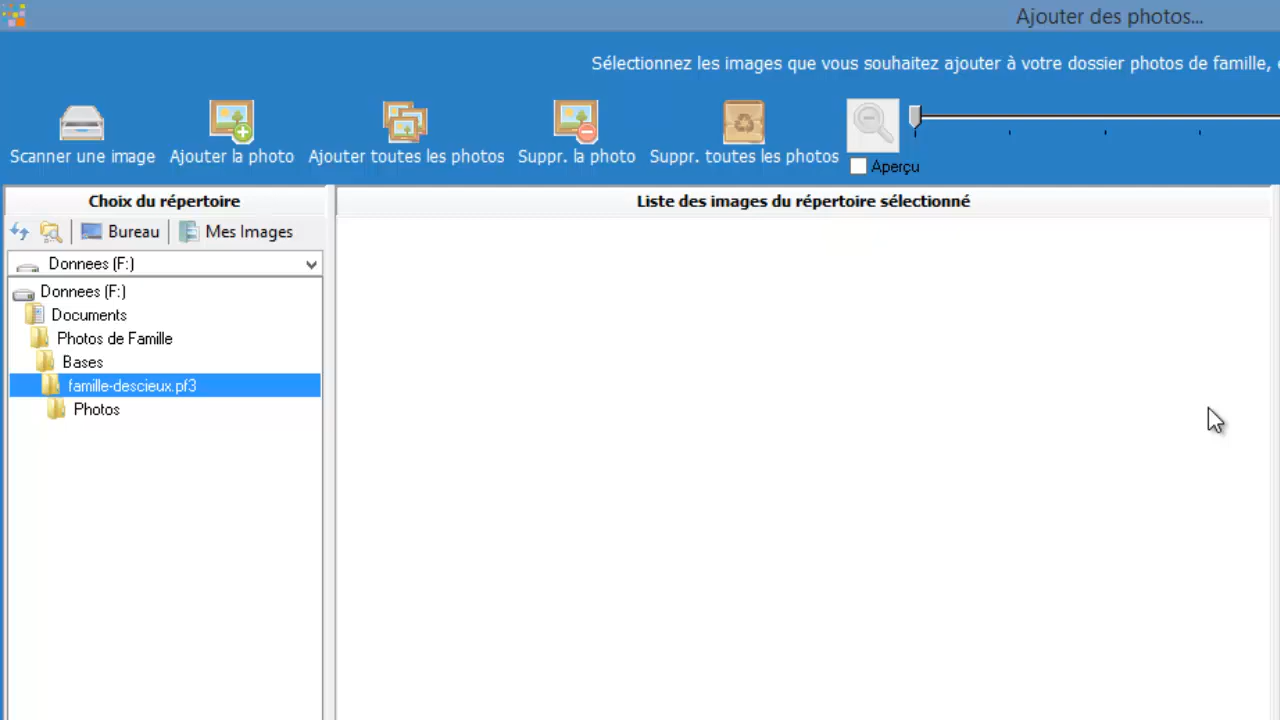 Ajouter des photos...
Sélectionnez les images que vous souhaitez ajouter à votre dossier photos de famille,
Scanner une image
Ajouter la photo
Ajouter toutes les photos
Suppr. la photo
Suppr. toutes les photos
Aperçu
Choix du répertoire
Liste des images du répertoire sélectionné
Bureau
Mes Images
Donnees (F:)
Donnees (F:)
Documents
Photos de Famille
Bases
famille-descieux.pf3
Photos